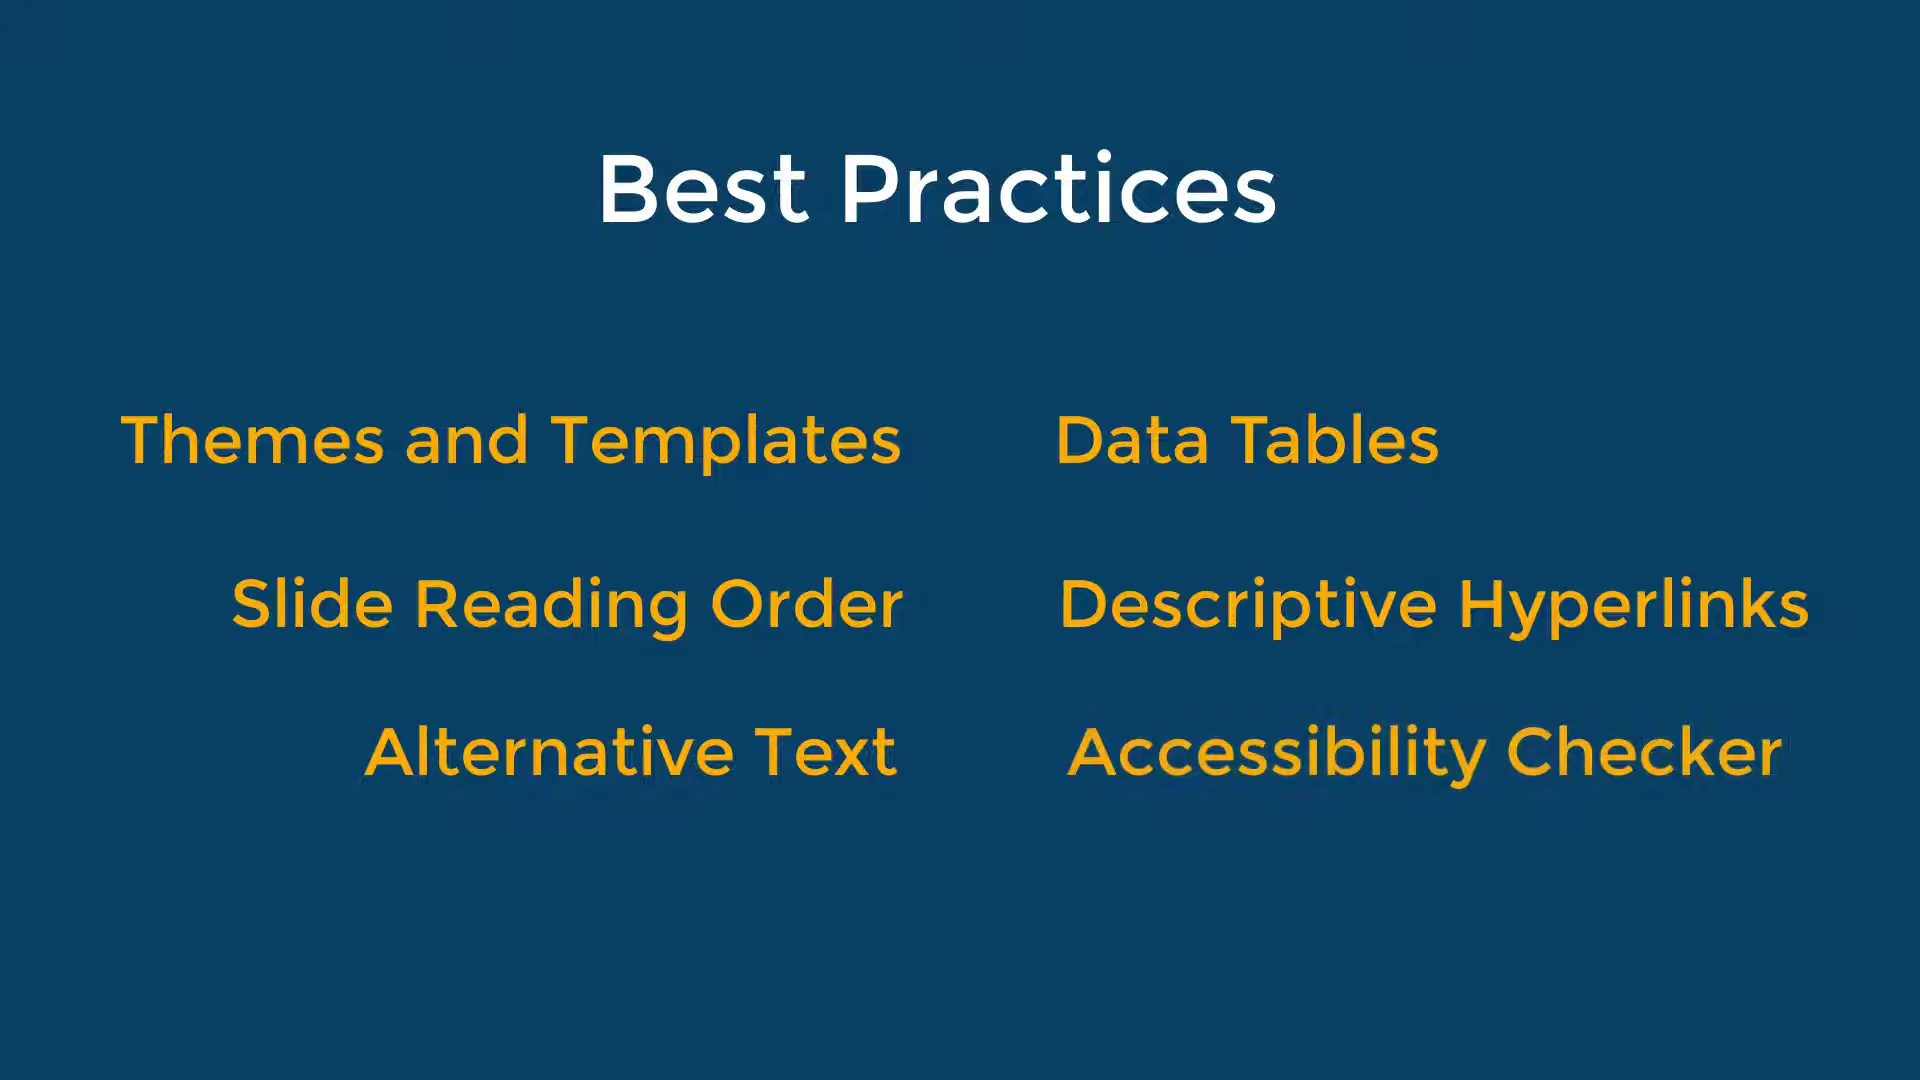 Best Practices
Themes and Templates
Slide Reading Order
Alternative Text
Data Tables
Descriptive Hyperlinks
Accessibility Checker